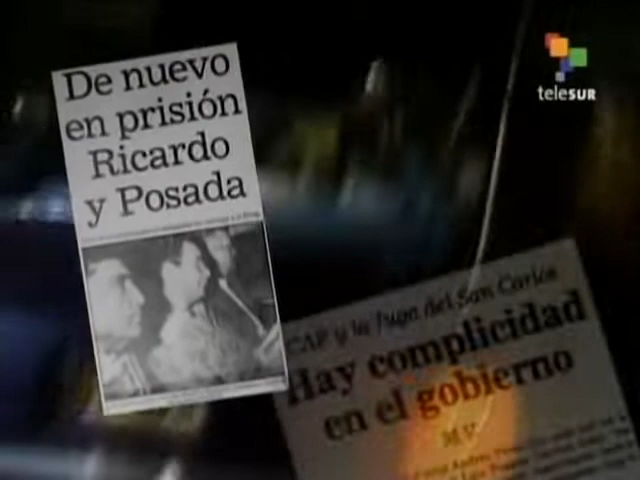 De nuevo
en prisión
Ricardo
y Posada
teleSUR
CAP y la fuga del San Carlos
Hay complicidad
en el gobierno
M.V.